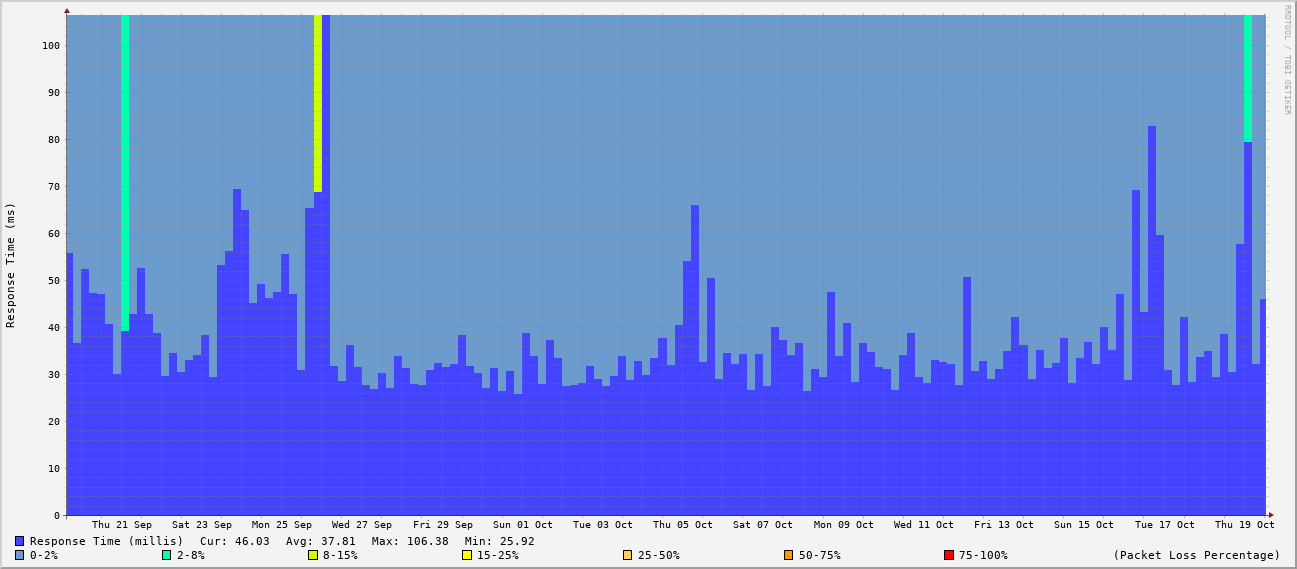 RRDTOOL / TOBI OETIKER
Response Time (ms)
100
90
80
70
60
50
40
30
20
10
0
Thu 21 Sep Sat 23 Sep Mon 25 Sep Wed 27 Sep Fri 29 Sep Sun 01 Oct Tue 03 Oct Thu 05 Oct Sat 07 Oct Mon 09 Oct Wed 11 Oct Fri 13 Oct Sun 15 Oct Tue 17 Oct Thu 19 Oct
Response Time (millis) Cur: 46.03 Avg: 37.81 Max: 106.38 Min: 25.92
0-2% 2-8% 8-15% 15-25% 25-50% 50-75% 75-100% (Packet Loss Percentage)